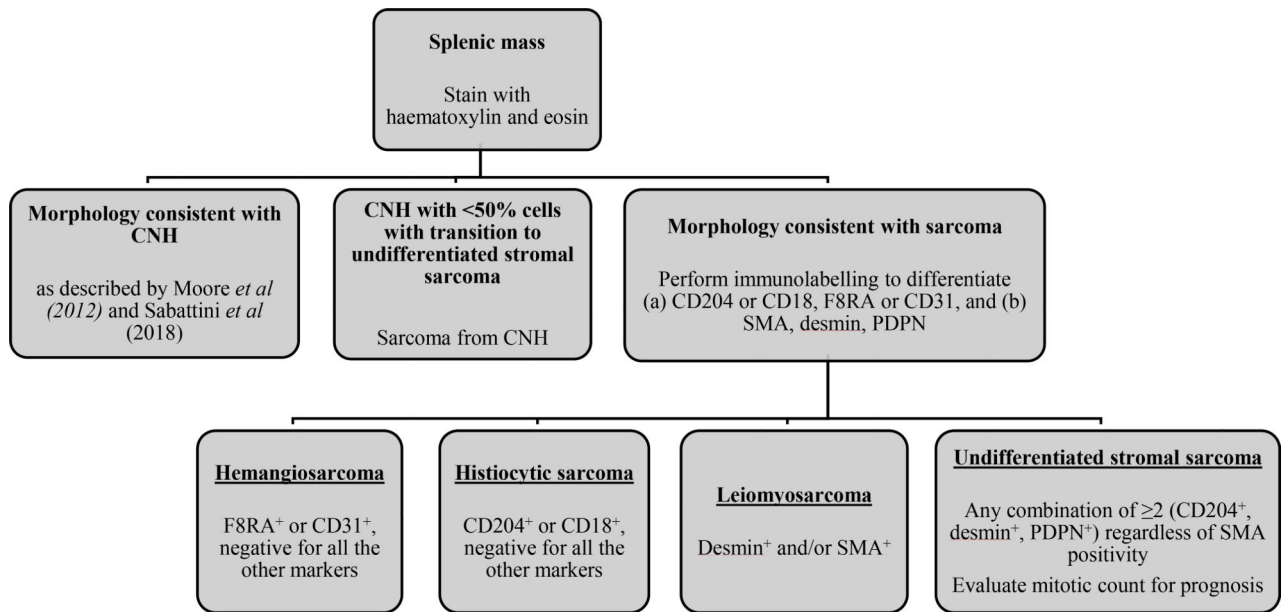 Splenic mass
Stain with
haematoxylin and eosin
Morphology consistent with
CNH
as described by Moore et al
(2012) and Sabattini et al
(2018)
CNH with <50% cells
with transition to
undifferentiated stromal
sarcoma
Sarcoma from CNH
Morphology consistent with sarcoma
Perform immunolabelling to differentiate
(a) CD204 or CD18, F8RA or CD31, and (b)
SMA, desmin, PDPN
Hemangiosarcoma
F8RA⁺ or CD31⁺,
negative for all the
other markers
Histiocytic sarcoma
CD204⁺ or CD18⁺,
negative for all the
other markers
Leiomyosarcoma
Desmin⁺ and/or SMA⁺
Undifferentiated stromal sarcoma
Any combination of ≥2 (CD204⁺,
desmin⁺, PDPN⁺) regardless of SMA
positivity
Evaluate mitotic count for prognosis